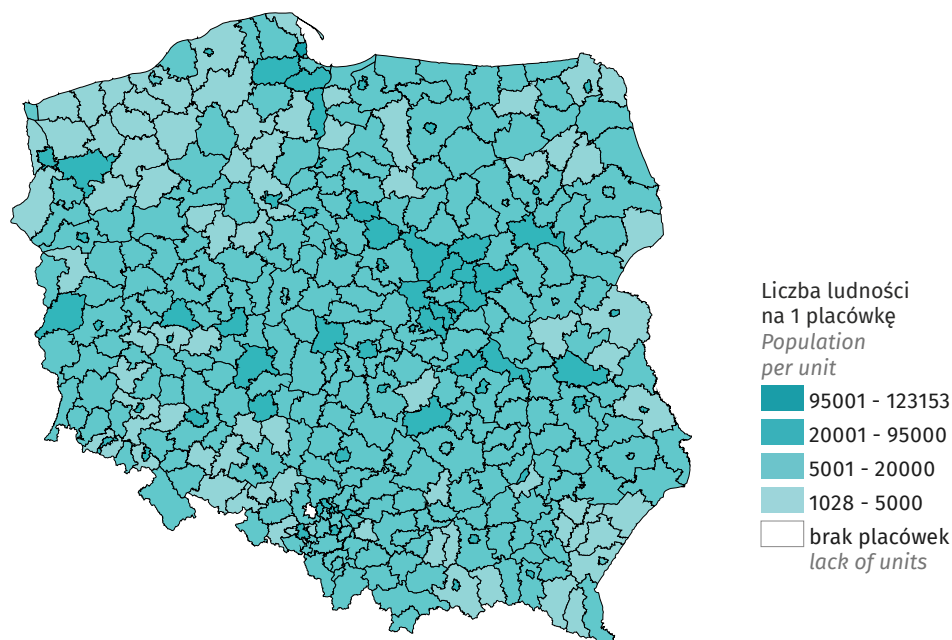 Liczba ludności
na 1 placówkę
Population
per unit
95001 - 123153
20001 - 95000
5001 - 20000
1028 - 5000
brak placówek
lack of units